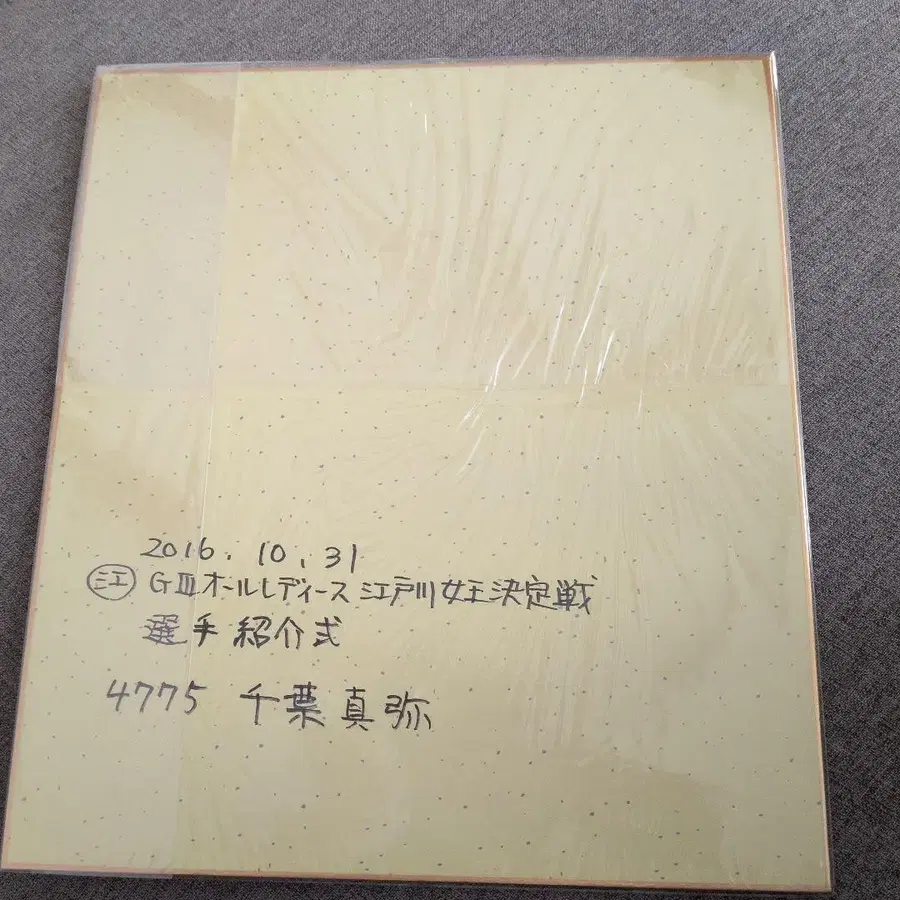 2016.10.31
㋓ GⅢオールレディース 江戸川女王決定戦
選手紹介式
4775 千葉真弥